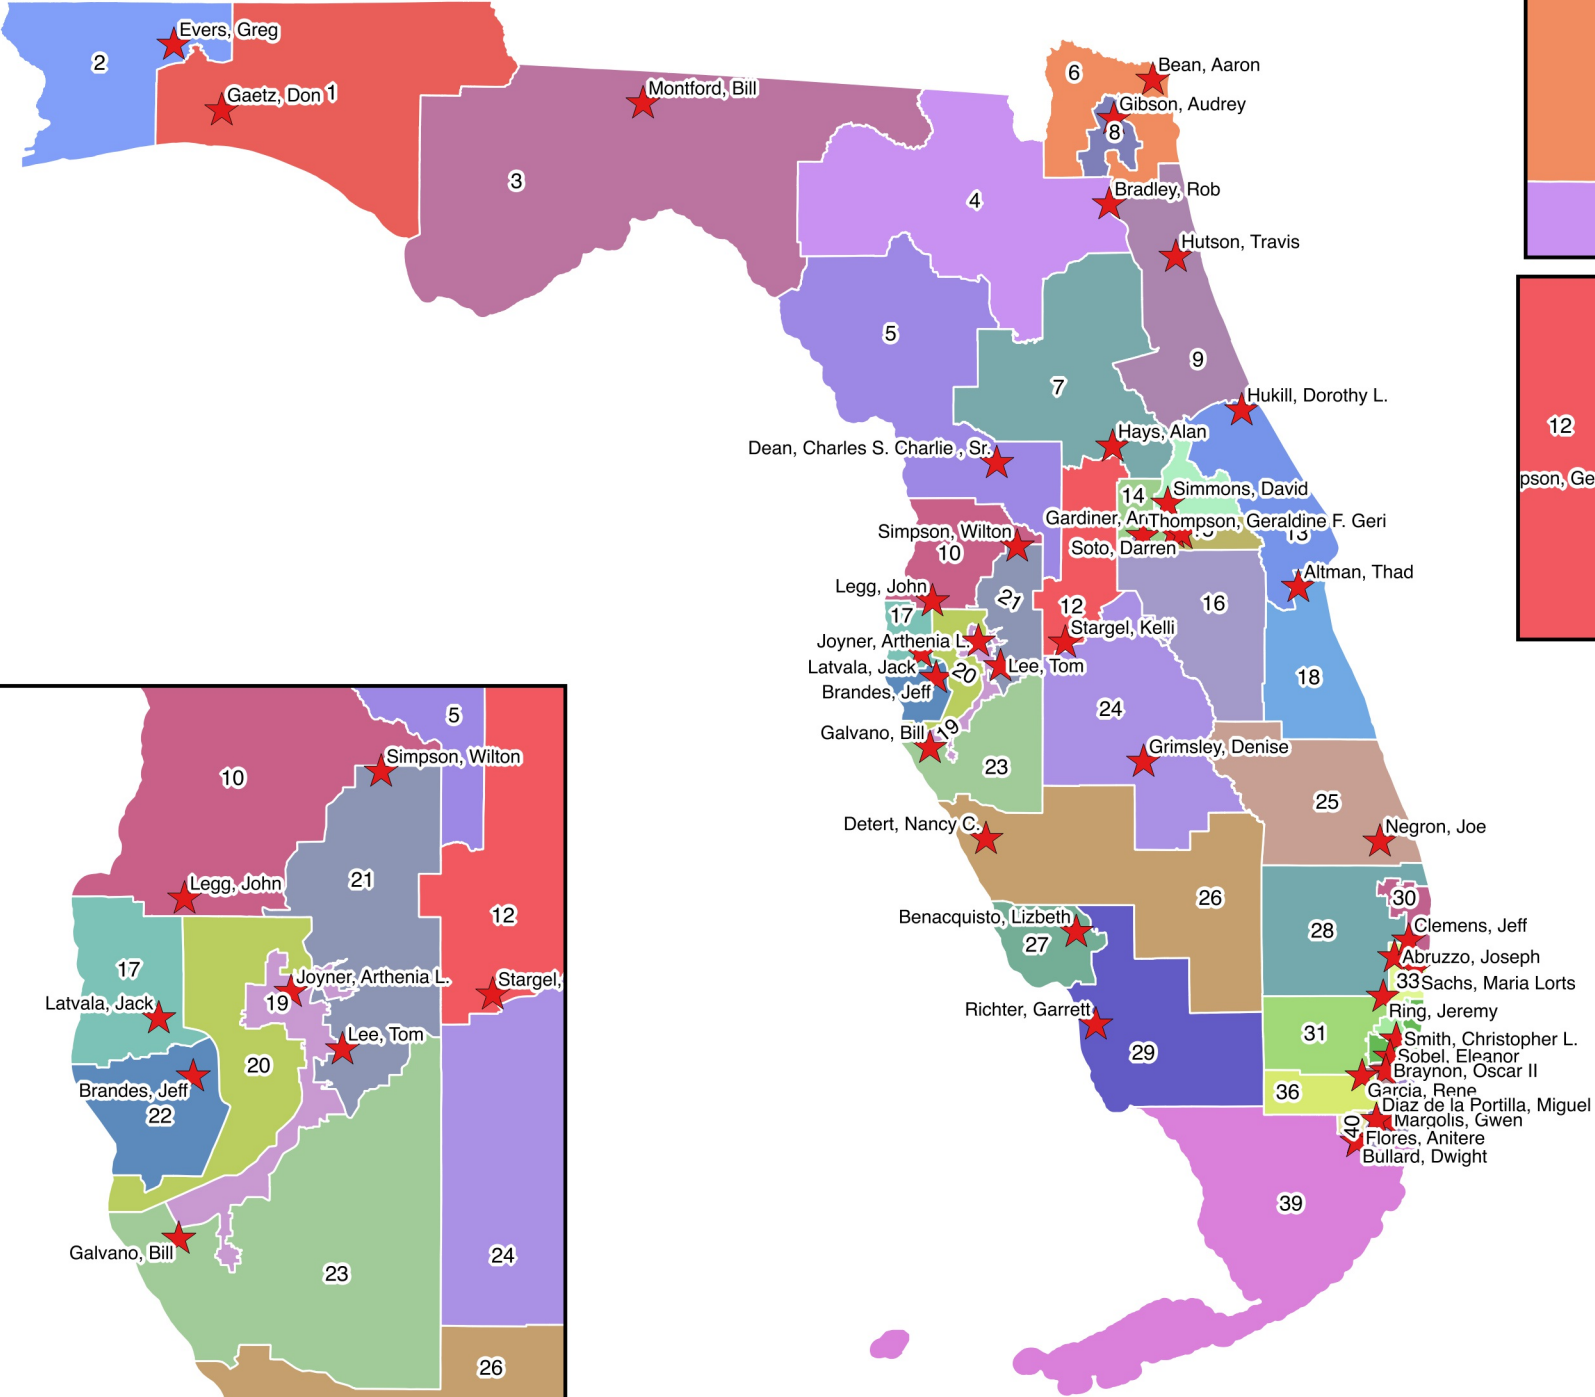 Evers, Greg
2
Gaetz, Don 1
Montford, Bill
3
6
Bean, Aaron
Gibson, Audrey
8
Bradley, Rob
4
Hutson, Travis
5
9
7
Hukill, Dorothy L.
Hays, Alan
Dean, Charles S. Charlie , Sr.
14
Simmons, David
Gardiner, An
Thompson, Geraldine F. Geri
Simpson, Wilton
13
10
Soto, Darren
Altman, Thad
Legg, John
21
12
16
17
Stargel, Kelli
Joyner, Arthenia L.
Latvala, Jack
20
Lee, Tom
18
Brandes, Jeff
24
Galvano, Bill
19
Grimsley, Denise
23
25
Detert, Nancy C.
Negron, Joe
26
30
Benacquisto, Lizbeth
27
28
Clemens, Jeff
Abruzzo, Joseph
33
Sachs, Maria Lorts
Richter, Garrett
Ring, Jeremy
31
Smith, Christopher L.
29
Sobel, Eleanor
Braynon, Oscar II
36
Garcia, Rene
Diaz de la Portilla, Miguel
Margolis, Gwen
40
Flores, Anitere
Bullard, Dwight
39
12
pson, Ge
5
10
Simpson, Wilton
21
Legg, John
12
17
Joyner, Arthenia L.
Stargel,
Latvala, Jack
19
Lee, Tom
20
Brandes, Jeff
22
Galvano, Bill
23
24
26